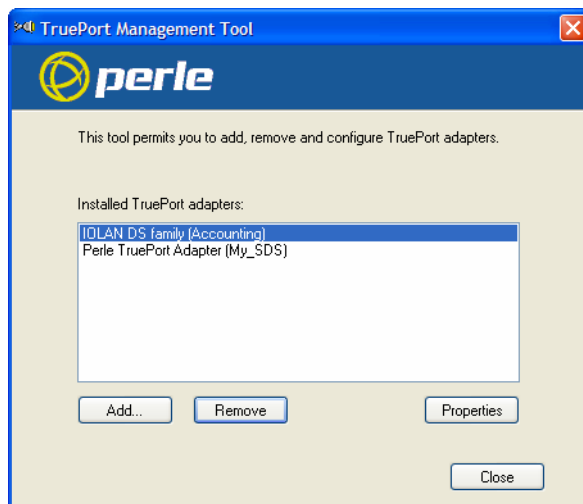 TruePort Management Tool
perle
This tool permits you to add, remove and configure TruePort adapters.
Installed TruePort adapters:
IOLAN DS family (Accounting)
Perle TruePort Adapter (My_SDS)
Add... Remove Properties
Close